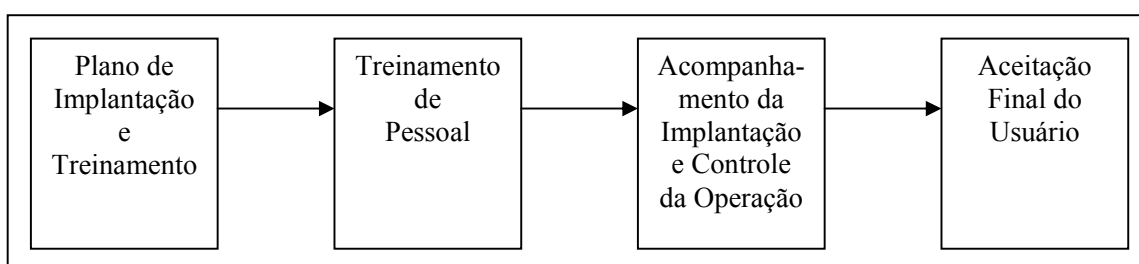 Plano de
Implantação
e
Treinamento
Treinamento
de
Pessoal
Acompanha-
mento da
Implantação
e Controle
da Operação
Aceitação
Final do
Usuário